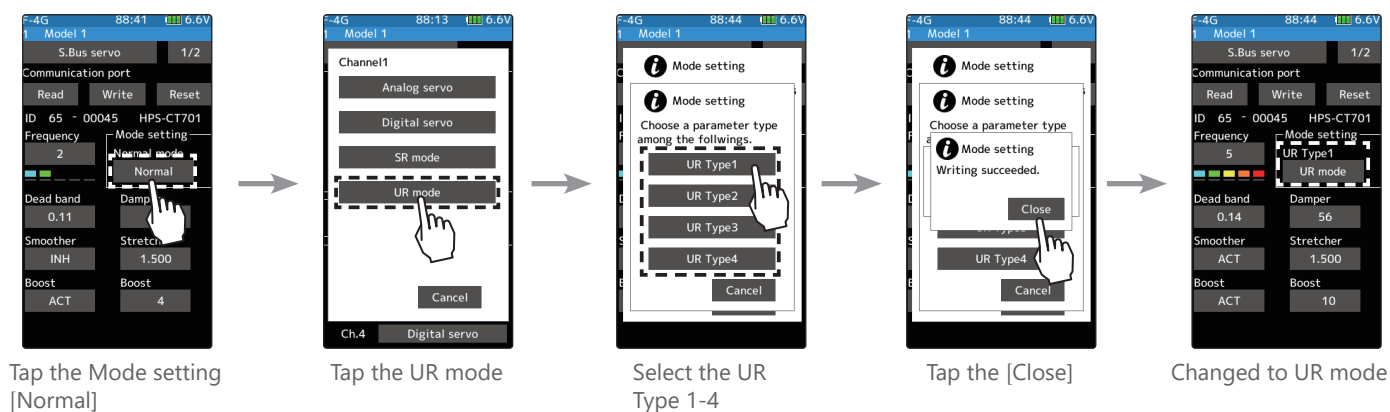 F-4G 88:41 6.6V
1 Model 1
S.Bus servo 1/2
Communication port
Read Write Reset
ID 65 - 00045 HPS-CT701
Frequency Mode setting
2 Normal mode
Normal
Dead band Damp
0.11
Smoother Stretch
INH 1.500
Boost Boost
ACT 4
Tap the Mode setting
[Normal]
F-4G 88:13 6.6V
1 Model 1
Channel1
Analog servo
Digital servo
SR mode
UR mode
Cancel
Ch.4 Digital servo
Tap the UR mode
F-4G 88:44 6.6V
1 Model 1
Mode setting
Mode setting
Choose a parameter type
among the follwings.
UR Type1
UR Type2
UR Type3
UR Type4
Cancel
Select the UR
Type 1-4
F-4G 88:44 6.6V
1 Model 1
Mode setting
Mode setting
Choose a parameter type
Mode setting
Writing succeeded.
Close
UR Type4
Cancel
Tap the [Close]
F-4G 88:44 6.6V
1 Model 1
S.Bus servo 1/2
Communication port
Read Write Reset
ID 65 - 00045 HPS-CT701
Frequency Mode setting
5 UR Type1
UR mode
Dead band Damper
0.14 56
Smoother Stretcher
ACT 1.500
Boost Boost
ACT 10
Changed to UR mode